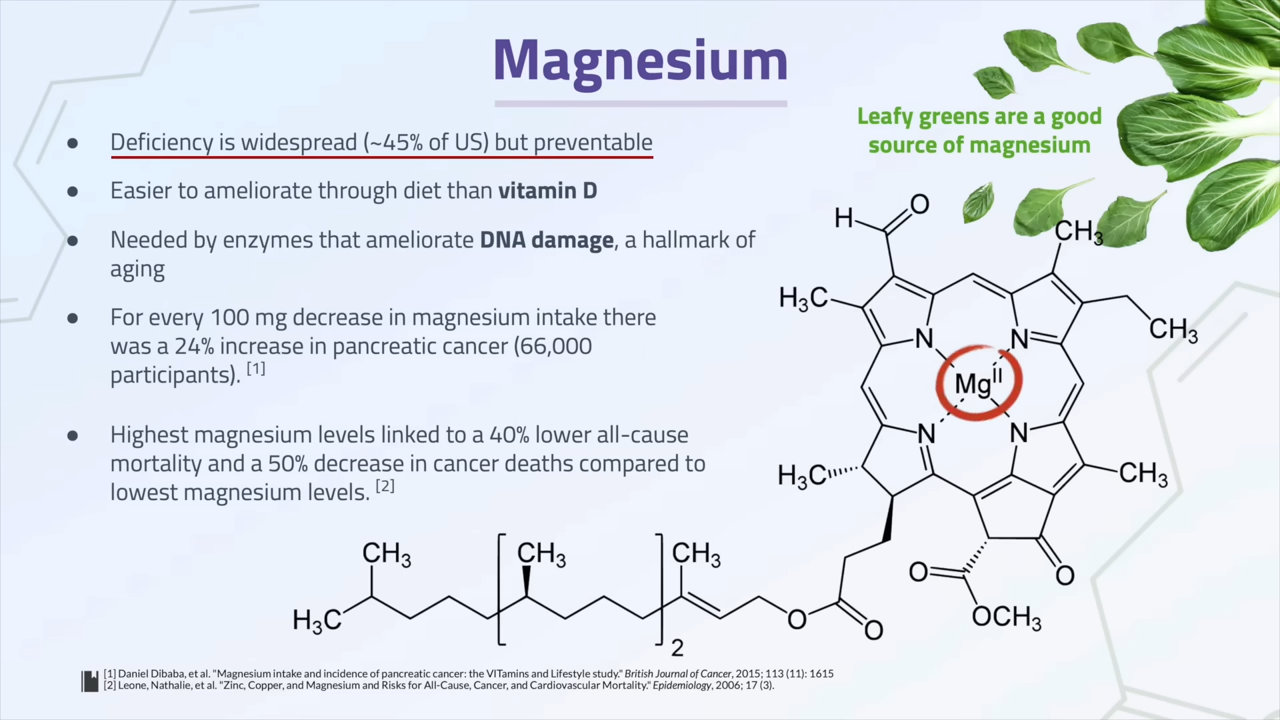 Magnesium
Leafy greens are a good
source of magnesium
● Deficiency is widespread (~45% of US) but preventable
● Easier to ameliorate through diet than vitamin D
● Needed by enzymes that ameliorate DNA damage, a hallmark of
aging
● For every 100 mg decrease in magnesium intake there
was a 24% increase in pancreatic cancer (66,000
participants). [1]
● Highest magnesium levels linked to a 40% lower all-cause
mortality and a 50% decrease in cancer deaths compared to
lowest magnesium levels. [2]
H O
CH₃
H₃C
CH₃
N N
Mg^II
N N
H₃C
CH₃
O
O
OCH₃
CH₃ CH₃ CH₃
H₃C
O
O
2
[1] Daniel Dibaba, et al. "Magnesium intake and incidence of pancreatic cancer: the VITamins and Lifestyle study." British Journal of Cancer, 2015; 113 (11): 1615
[2] Leone, Nathalie, et al. "Zinc, Copper, and Magnesium and Risks for All-Cause, Cancer, and Cardiovascular Mortality." Epidemiology, 2006; 17 (3).